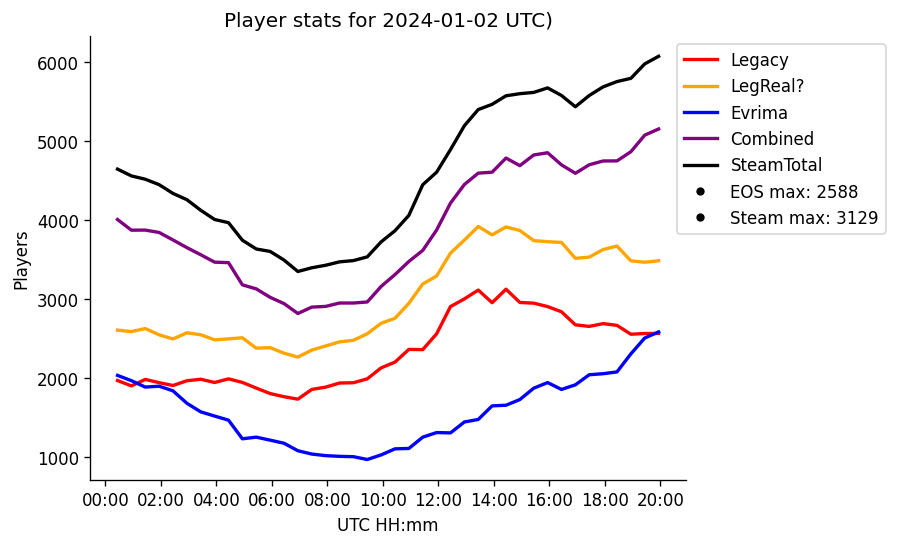 Player stats for 2024-01-02 UTC)
Legacy
LegReal?
Evrima
Combined
SteamTotal
EOS max: 2588
Steam max: 3129
Players
6000
5000
4000
3000
2000
1000
00:00 02:00 04:00 06:00 08:00 10:00 12:00 14:00 16:00 18:00 20:00
UTC HH:mm